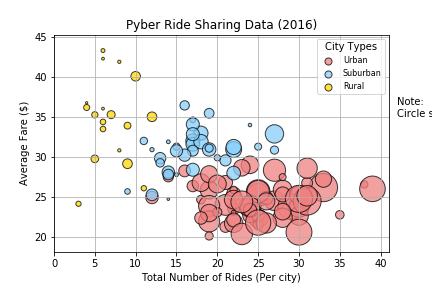 Pyber Ride Sharing Data (2016)
45
40
35
30
25
20
Average Fare ($)
City Types
Urban
Suburban
Rural
Note:
Circle s
0 5 10 15 20 25 30 35 40
Total Number of Rides (Per city)